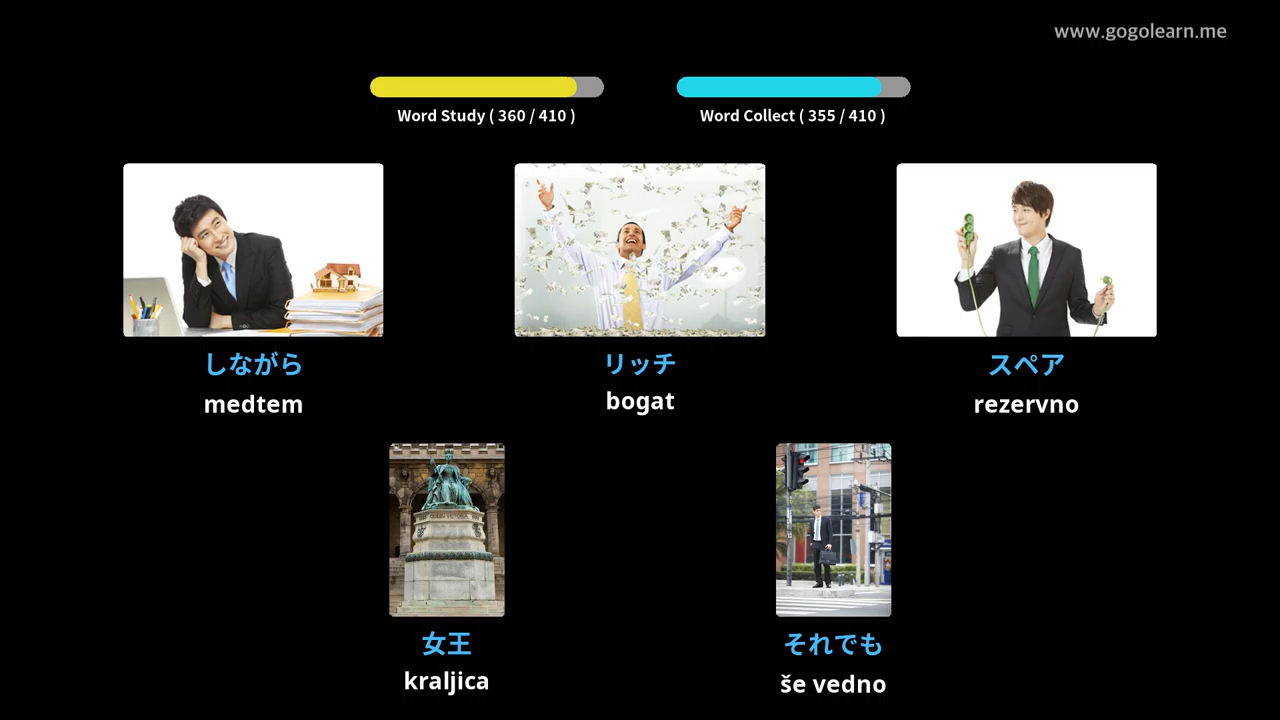 www.gogolearn.me
Word Study ( 360 / 410 )
Word Collect ( 355 / 410 )
しながら
medtem
リッチ
bogat
スペア
rezervno
女王
kraljica
それでも
še vedno